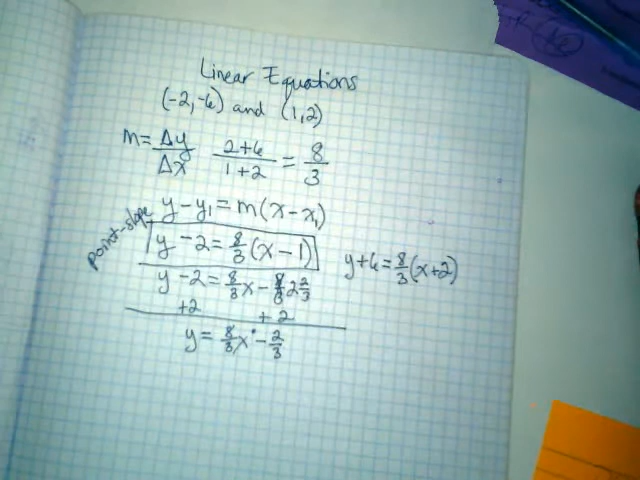 Linear Equations
(-2,-6) and (1,2)
m = Δy/Δx (2+6)/(1+2) = 8/3
y - y₁ = m(x - x₁)
point-slope
y - 2 = 8/3(x - 1)
y + 6 = 8/3(x + 2)
y - 2 = 8/3x - 2 2/3
+2 + 2
y = 8/3x - 2/3